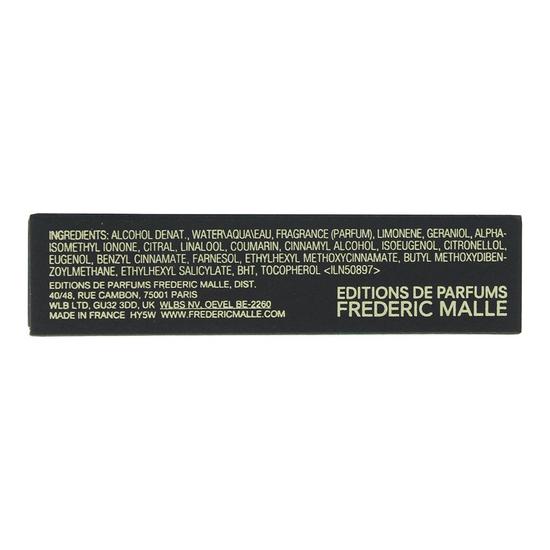 INGREDIENTS: ALCOHOL DENAT., WATER\AQUA\EAU, FRAGRANCE (PARFUM), LIMONENE, GERANIOL, ALPHA-
ISOMETHYL IONONE, CITRAL, LINALOOL, COUMARIN, CINNAMYL ALCOHOL, ISOEUGENOL, CITRONELLOL,
EUGENOL, BENZYL CINNAMATE, FARNESOL, ETHYLHEXYL METHOXYCINNAMATE, BUTYL METHOXYDIBEN-
ZOYLMETHANE, ETHYLHEXYL SALICYLATE, BHT, TOCOPHEROL <ILN50897>
EDITIONS DE PARFUMS FREDERIC MALLE, DIST.
40/48, RUE CAMBON, 75001 PARIS
WLB LTD, GU32 3DD, UK WLBS NV. OEVEL BE-2260
MADE IN FRANCE HY5W WWW.FREDERICMALLE.COM
EDITIONS DE PARFUMS
FREDERIC MALLE